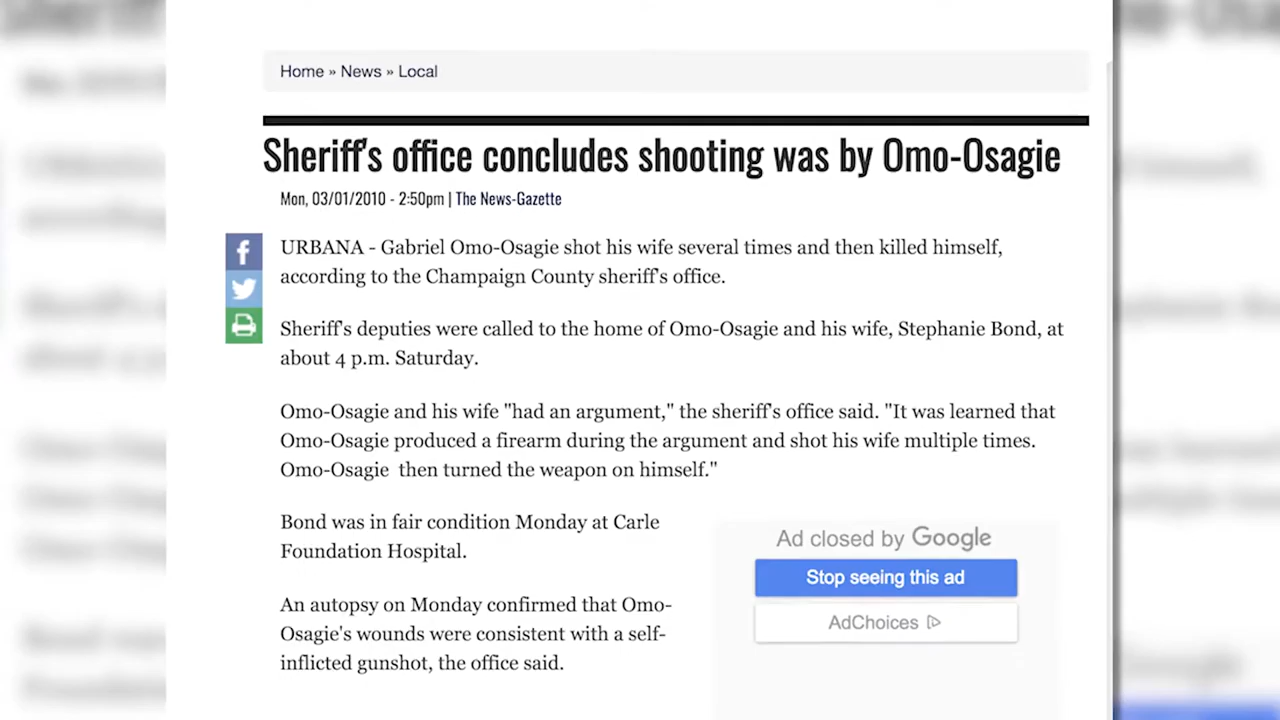 Home » News » Local
Sheriff's office concludes shooting was by Omo-Osagie
Mon, 03/01/2010 - 2:50pm | The News-Gazette
URBANA - Gabriel Omo-Osagie shot his wife several times and then killed himself,
according to the Champaign County sheriff's office.
Sheriff's deputies were called to the home of Omo-Osagie and his wife, Stephanie Bond, at
about 4 p.m. Saturday.
Omo-Osagie and his wife "had an argument," the sheriff's office said. "It was learned that
Omo-Osagie produced a firearm during the argument and shot his wife multiple times.
Omo-Osagie then turned the weapon on himself."
Bond was in fair condition Monday at Carle
Foundation Hospital.
An autopsy on Monday confirmed that Omo-
Osagie's wounds were consistent with a self-
inflicted gunshot, the office said.
Ad closed by Google
Stop seeing this ad
AdChoices